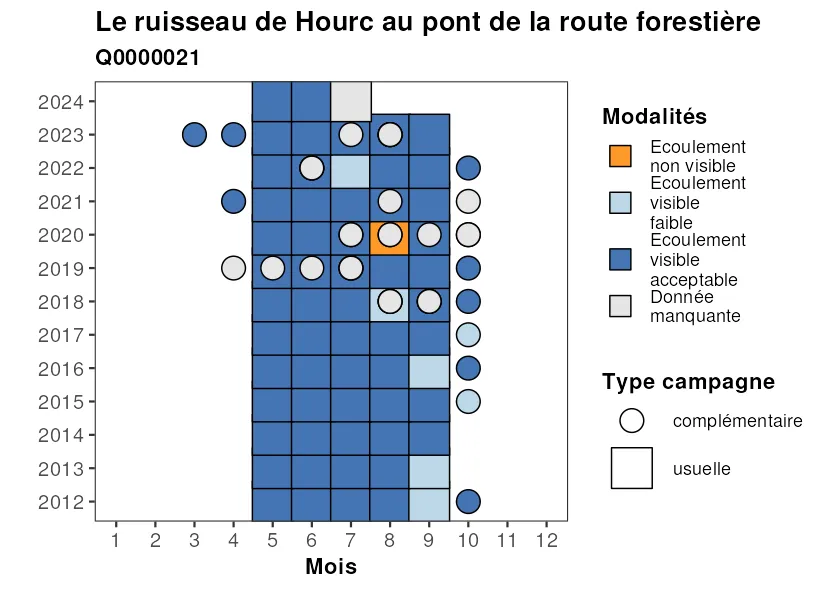 Le ruisseau de Hourc au pont de la route forestière
Q0000021
2024
2023
2022
2021
2020
2019
2018
2017
2016
2015
2014
2013
2012
1 2 3 4 5 6 7 8 9 10 11 12
Mois
Modalités
Ecoulement
non visible
Ecoulement
visible
faible
Ecoulement
visible
acceptable
Donnée
manquante
Type campagne
complémentaire
usuelle